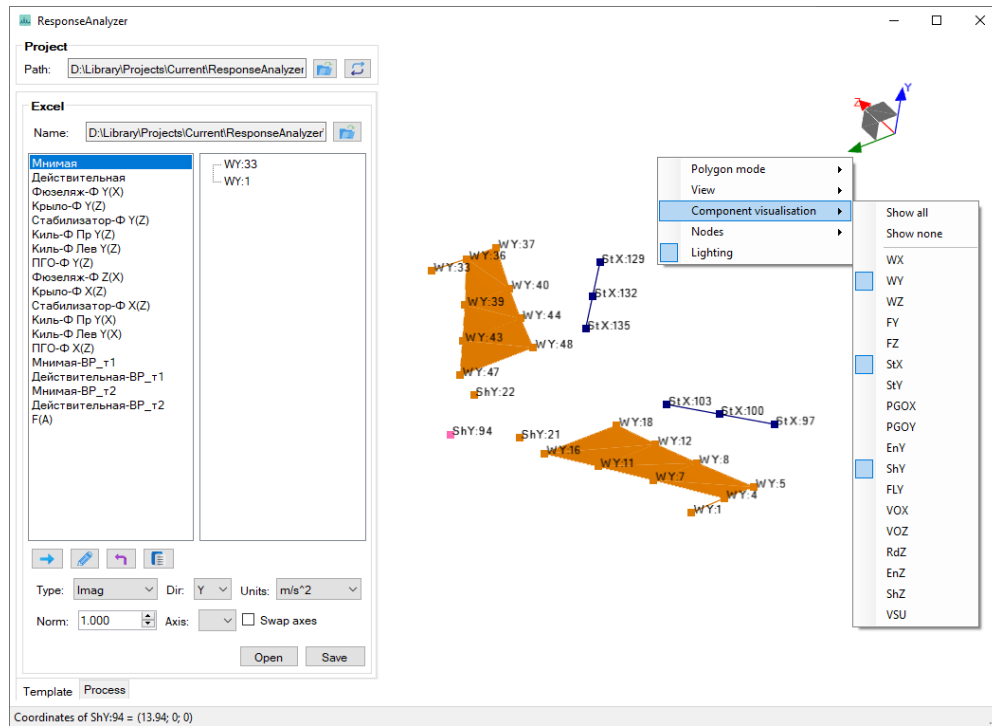 ResponseAnalyzer
Project
Path: D:\Library\Projects\Current\ResponseAnalyzer
Excel
Name: D:\Library\Projects\Current\ResponseAnalyzer
Мнимая
Действительная
Фюзеляж-Ф Y(X)
Крыло-Ф Y(Z)
Стабилизатор-Ф Y(Z)
Киль-Ф Пр Y(Z)
Киль-Ф Лев Y(Z)
ПГО-Ф Y(Z)
Фюзеляж-Ф Z(X)
Крыло-Ф X(Z)
Стабилизатор-Ф X(Z)
Киль-Ф Пр Y(X)
Киль-Ф Лев Y(X)
ПГО-Ф X(Z)
Мнимая-ВР_т1
Действительная-ВР_т1
Мнимая-ВР_т2
Действительная-ВР_т2
F(A)
WY:33
WY:1
Type: Imag Dir: Y Units: m/s^2
Norm: 1.000 Axis: Swap axes
Open Save
Template Process
Coordinates of ShY:94 = (13.94; 0; 0)
Z
Y
Polygon mode
View
Component visualisation
Nodes
Lighting
Show all
Show none
WX
WY
WZ
FY
FZ
StX
StY
PGOX
PGOY
EnY
ShY
FLY
VOX
VOZ
RdZ
EnZ
ShZ
VSU
WY:37
WY:36
WY:33
WY:40
WY:39
WY:44
WY:43
WY:48
WY:47
ShY:22
StX:129
StX:132
StX:135
StX:103
StX:100
StX:97
ShY:94
ShY:21
WY:18
WY:12
WY:16
WY:11
WY:8
WY:7
WY:5
WY:4
WY:1